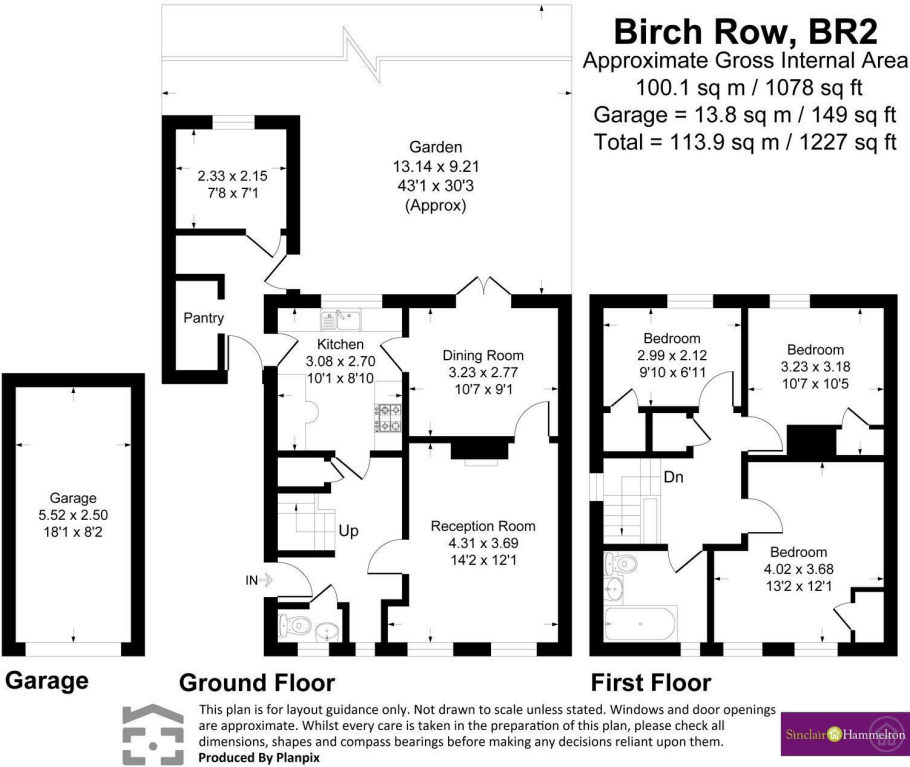 Birch Row, BR2
Approximate Gross Internal Area
100.1 sq m / 1078 sq ft
Garage = 13.8 sq m / 149 sq ft
Total = 113.9 sq m / 1227 sq ft
Garden
13.14 x 9.21
43'1 x 30'3
(Approx)
2.33 x 2.15
7'8 x 7'1
Pantry
Kitchen
3.08 x 2.70
10'1 x 8'10
Dining Room
3.23 x 2.77
10'7 x 9'1
Bedroom
2.99 x 2.12
9'10 x 6'11
Bedroom
3.23 x 3.18
10'7 x 10'5
Garage
5.52 x 2.50
18'1 x 8'2
Up
Reception Room
4.31 x 3.69
14'2 x 12'1
Dn
Bedroom
4.02 x 3.68
13'2 x 12'1
IN
Garage
Ground Floor
First Floor
This plan is for layout guidance only. Not drawn to scale unless stated. Windows and door openings
are approximate. Whilst every care is taken in the preparation of this plan, please check all
dimensions, shapes and compass bearings before making any decisions reliant upon them.
Produced By Planpix
Sinclair Hammelton